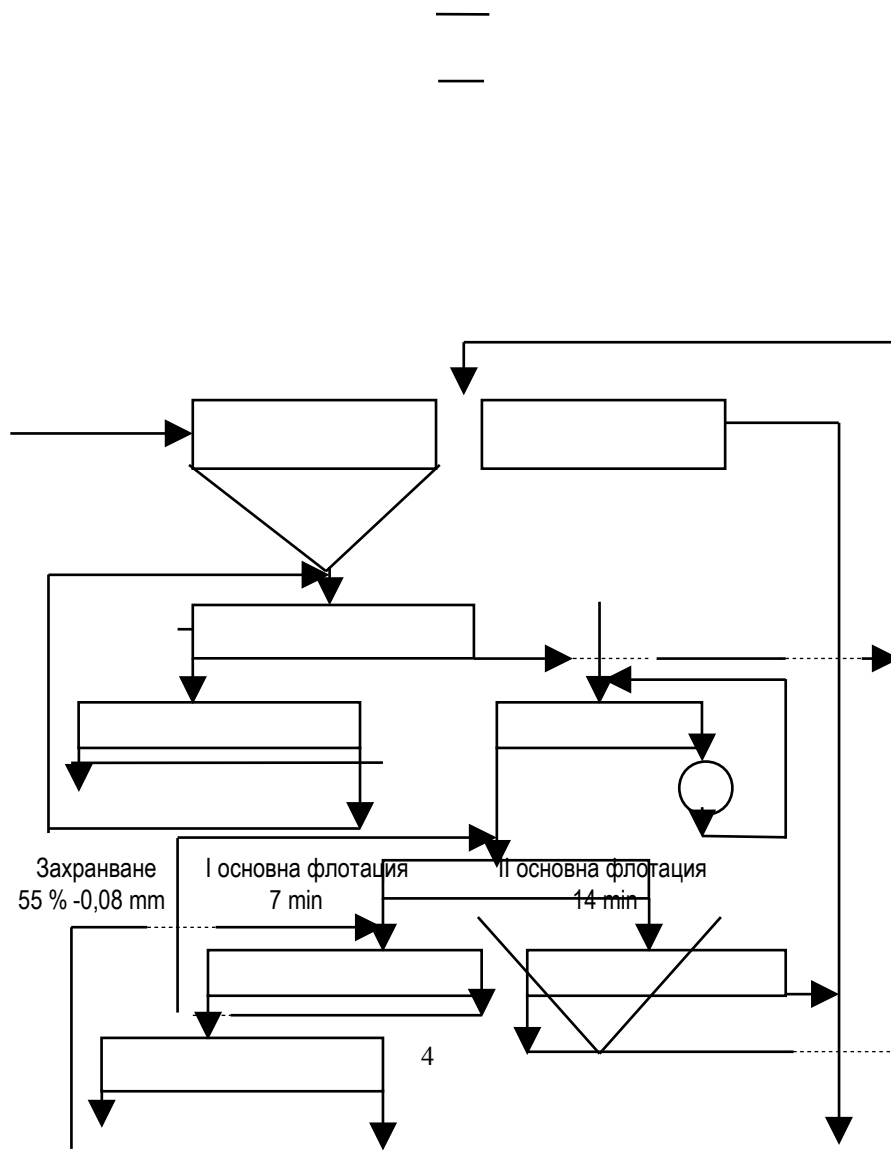 Захранване
55 % -0,08 mm
I основна флотация
7 min
II основна флотация
14 min
4